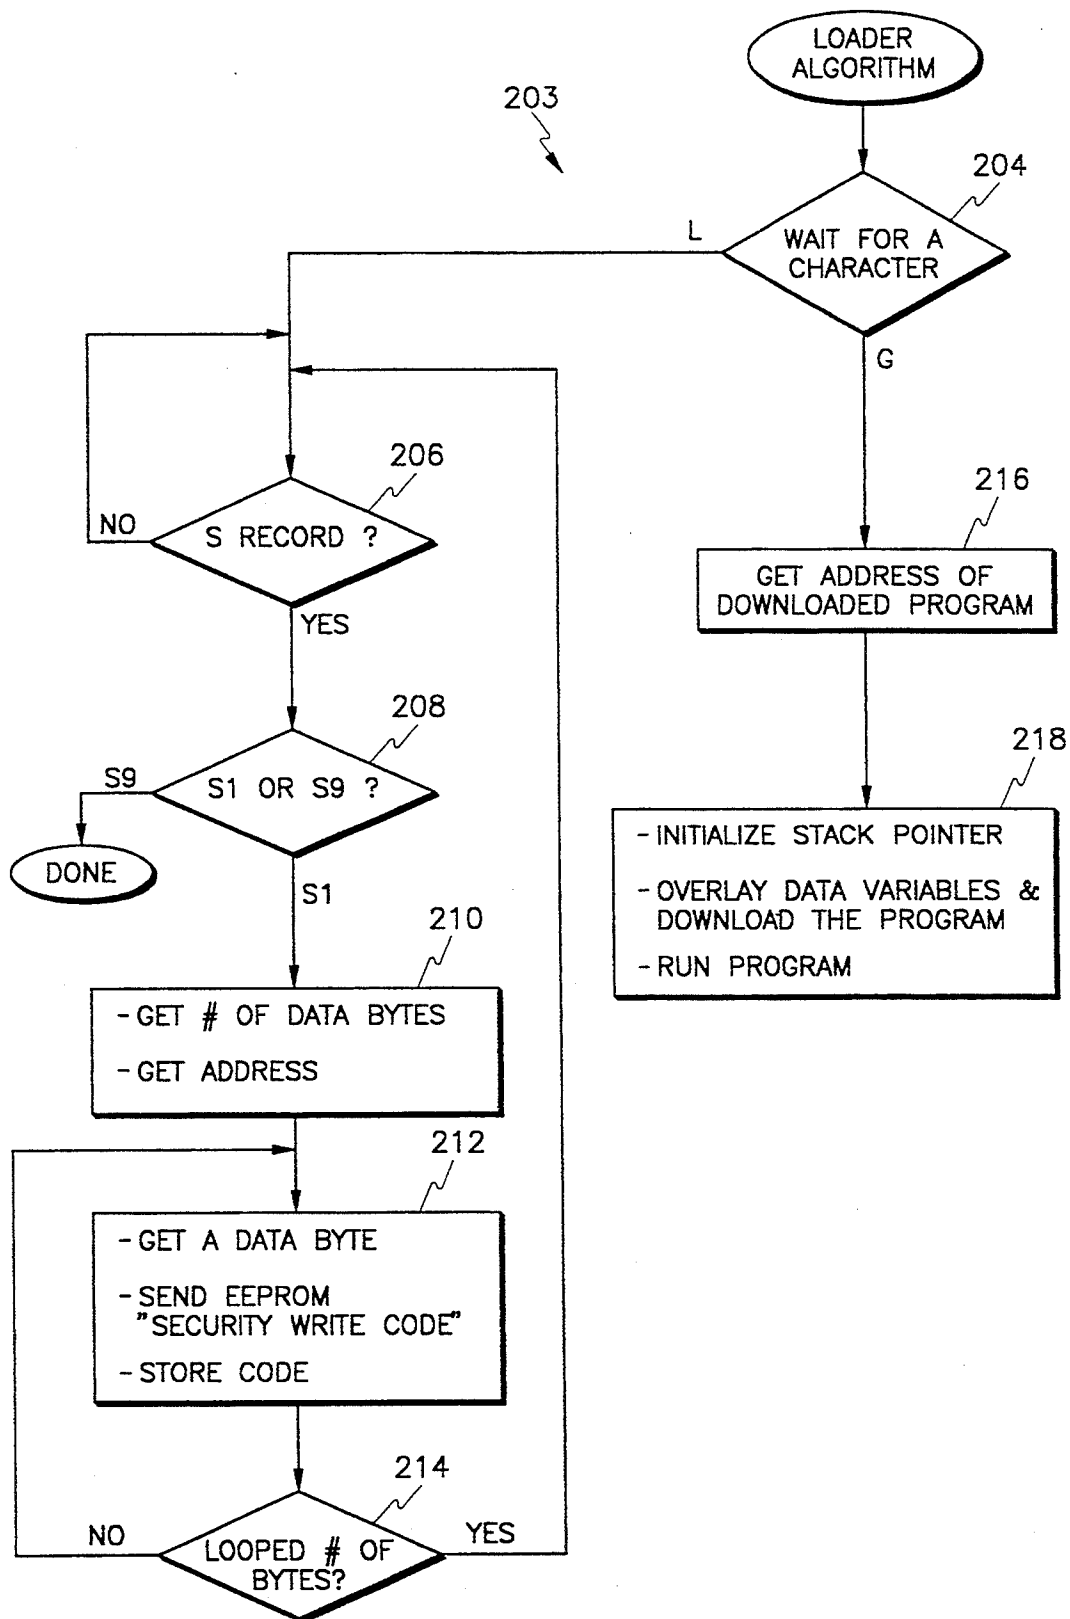 LOADER
ALGORITHM
203
204
WAIT FOR A
CHARACTER
L
G
206
S RECORD ?
NO
YES
216
GET ADDRESS OF
DOWNLOADED PROGRAM
208
S1 OR S9 ?
S9
DONE
S1
218
- INITIALIZE STACK POINTER
- OVERLAY DATA VARIABLES &
DOWNLOAD THE PROGRAM
- RUN PROGRAM
210
- GET # OF DATA BYTES
- GET ADDRESS
212
- GET A DATA BYTE
- SEND EEPROM
"SECURITY WRITE CODE"
- STORE CODE
214
LOOPED # OF
BYTES?
NO
YES